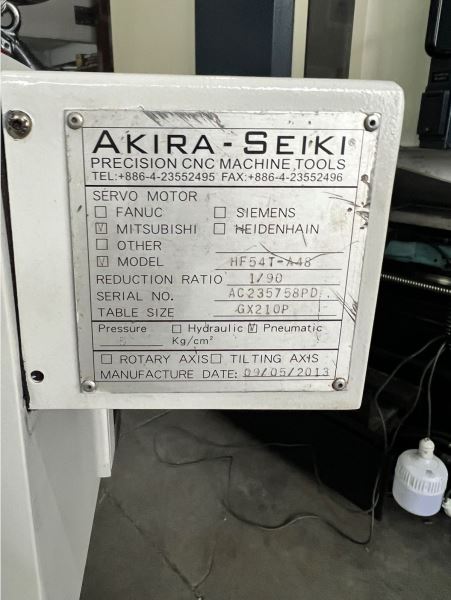 AKIRA-SEIKI
PRECISION CNC MACHINE TOOLS
TEL:+886-4-23552495 FAX:+886-4-23552496
SERVO MOTOR
☐ FANUC ☐ SIEMENS
☑ MITSUBISHI ☐ HEIDENHAIN
☐ OTHER
☑ MODEL HF54T-A48
REDUCTION RATIO 1/90
SERIAL NO. AC235758PD
TABLE SIZE GX210P
Pressure ☐ Hydraulic ☑ Pneumatic
Kg/cm²
☐ ROTARY AXIS ☐ TILTING AXIS
MANUFACTURE DATE: 09/05/2013